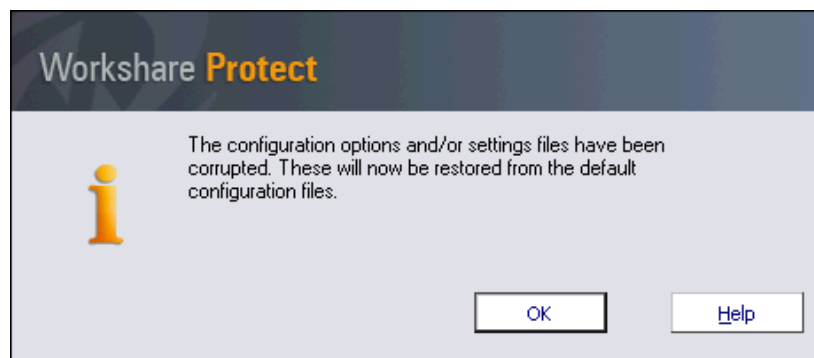 Workshare Protect
The configuration options and/or settings files have been
corrupted. These will now be restored from the default
configuration files.
OK
Help